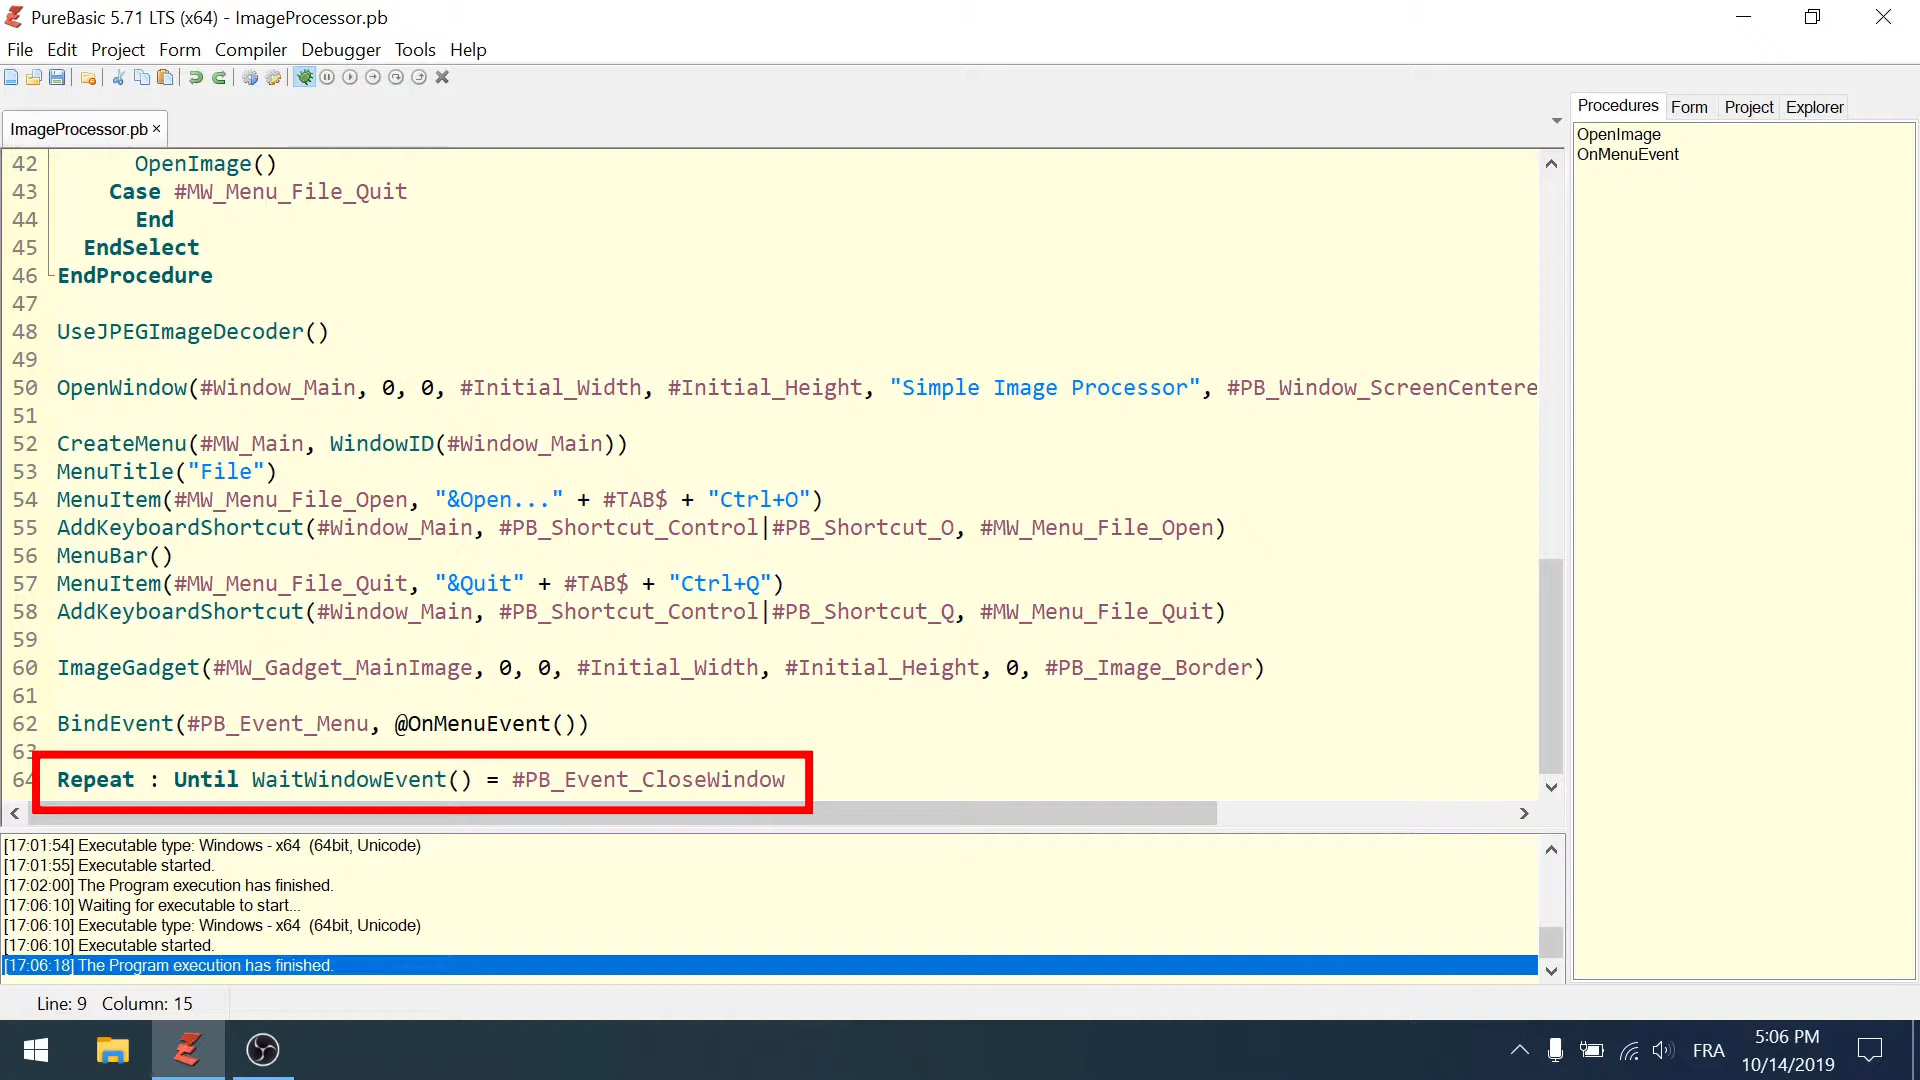 PureBasic 5.71 LTS (x64) - ImageProcessor.pb
File Edit Project Form Compiler Debugger Tools Help
ImageProcessor.pb ×
42 OpenImage()
43 Case #MW_Menu_File_Quit
44 End
45 EndSelect
46 EndProcedure
47
48 UseJPEGImageDecoder()
49
50 OpenWindow(#Window_Main, 0, 0, #Initial_Width, #Initial_Height, "Simple Image Processor", #PB_Window_ScreenCentere
51
52 CreateMenu(#MW_Main, WindowID(#Window_Main))
53 MenuTitle("File")
54 MenuItem(#MW_Menu_File_Open, "&Open..." + #TAB$ + "Ctrl+O")
55 AddKeyboardShortcut(#Window_Main, #PB_Shortcut_Control|#PB_Shortcut_O, #MW_Menu_File_Open)
56 MenuBar()
57 MenuItem(#MW_Menu_File_Quit, "&Quit" + #TAB$ + "Ctrl+Q")
58 AddKeyboardShortcut(#Window_Main, #PB_Shortcut_Control|#PB_Shortcut_Q, #MW_Menu_File_Quit)
59
60 ImageGadget(#MW_Gadget_MainImage, 0, 0, #Initial_Width, #Initial_Height, 0, #PB_Image_Border)
61
62 BindEvent(#PB_Event_Menu, @OnMenuEvent())
63
64 Repeat : Until WaitWindowEvent() = #PB_Event_CloseWindow
[17:01:54] Executable type: Windows - x64 (64bit, Unicode)
[17:01:55] Executable started.
[17:02:00] The Program execution has finished.
[17:06:10] Waiting for executable to start...
[17:06:10] Executable type: Windows - x64 (64bit, Unicode)
[17:06:10] Executable started.
[17:06:18] The Program execution has finished.
Procedures Form Project Explorer
OpenImage
OnMenuEvent
Line: 9 Column: 15
FRA
5:06 PM
10/14/2019